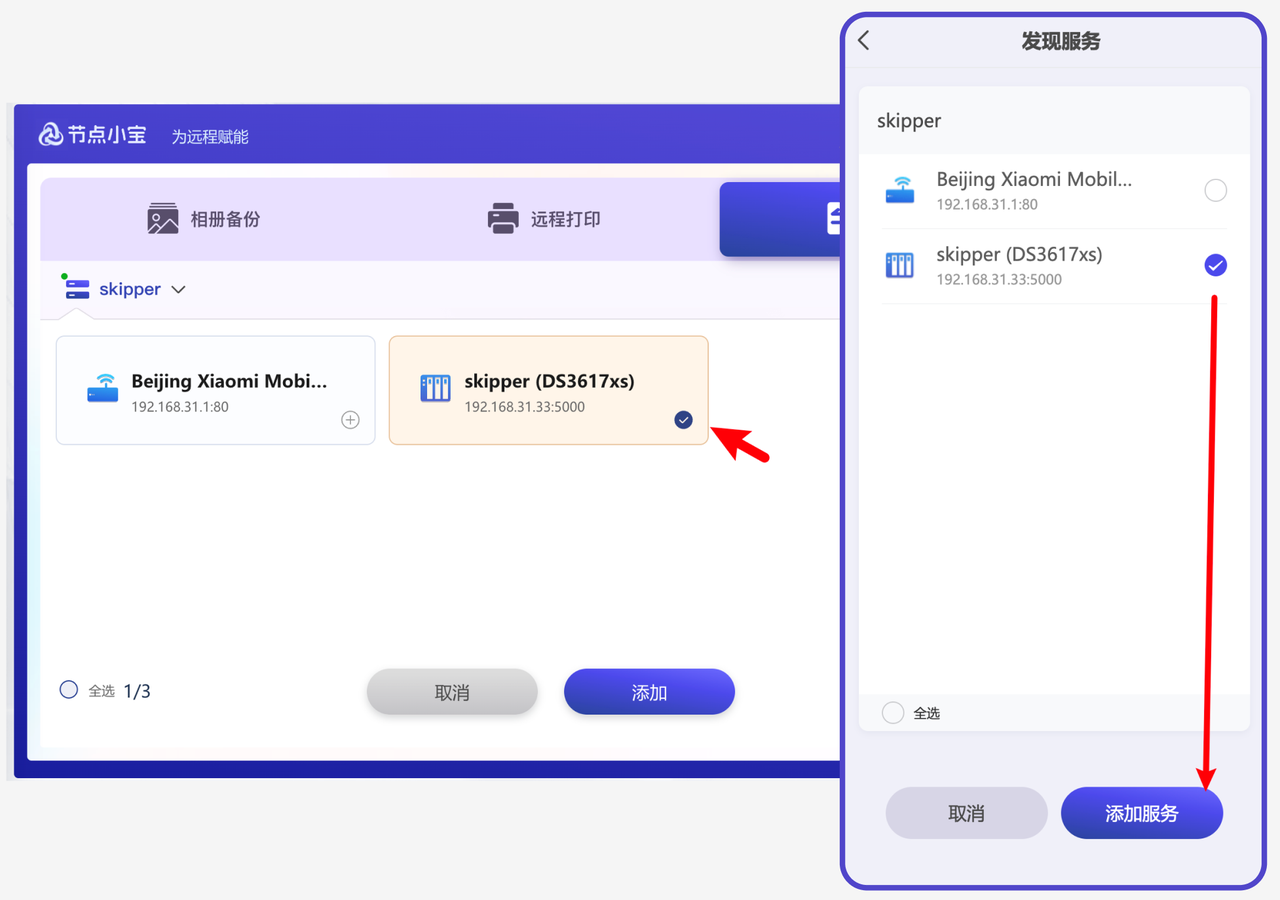 节点小宝 为远程赋能
相册备份
远程打印
skipper
Beijing Xiaomi Mobi...
192.168.31.1:80
skipper (DS3617xs)
192.168.31.33:5000
全选 1/3
取消
添加
发现服务
skipper
Beijing Xiaomi Mobil...
192.168.31.1:80
skipper (DS3617xs)
192.168.31.33:5000
全选
取消
添加服务